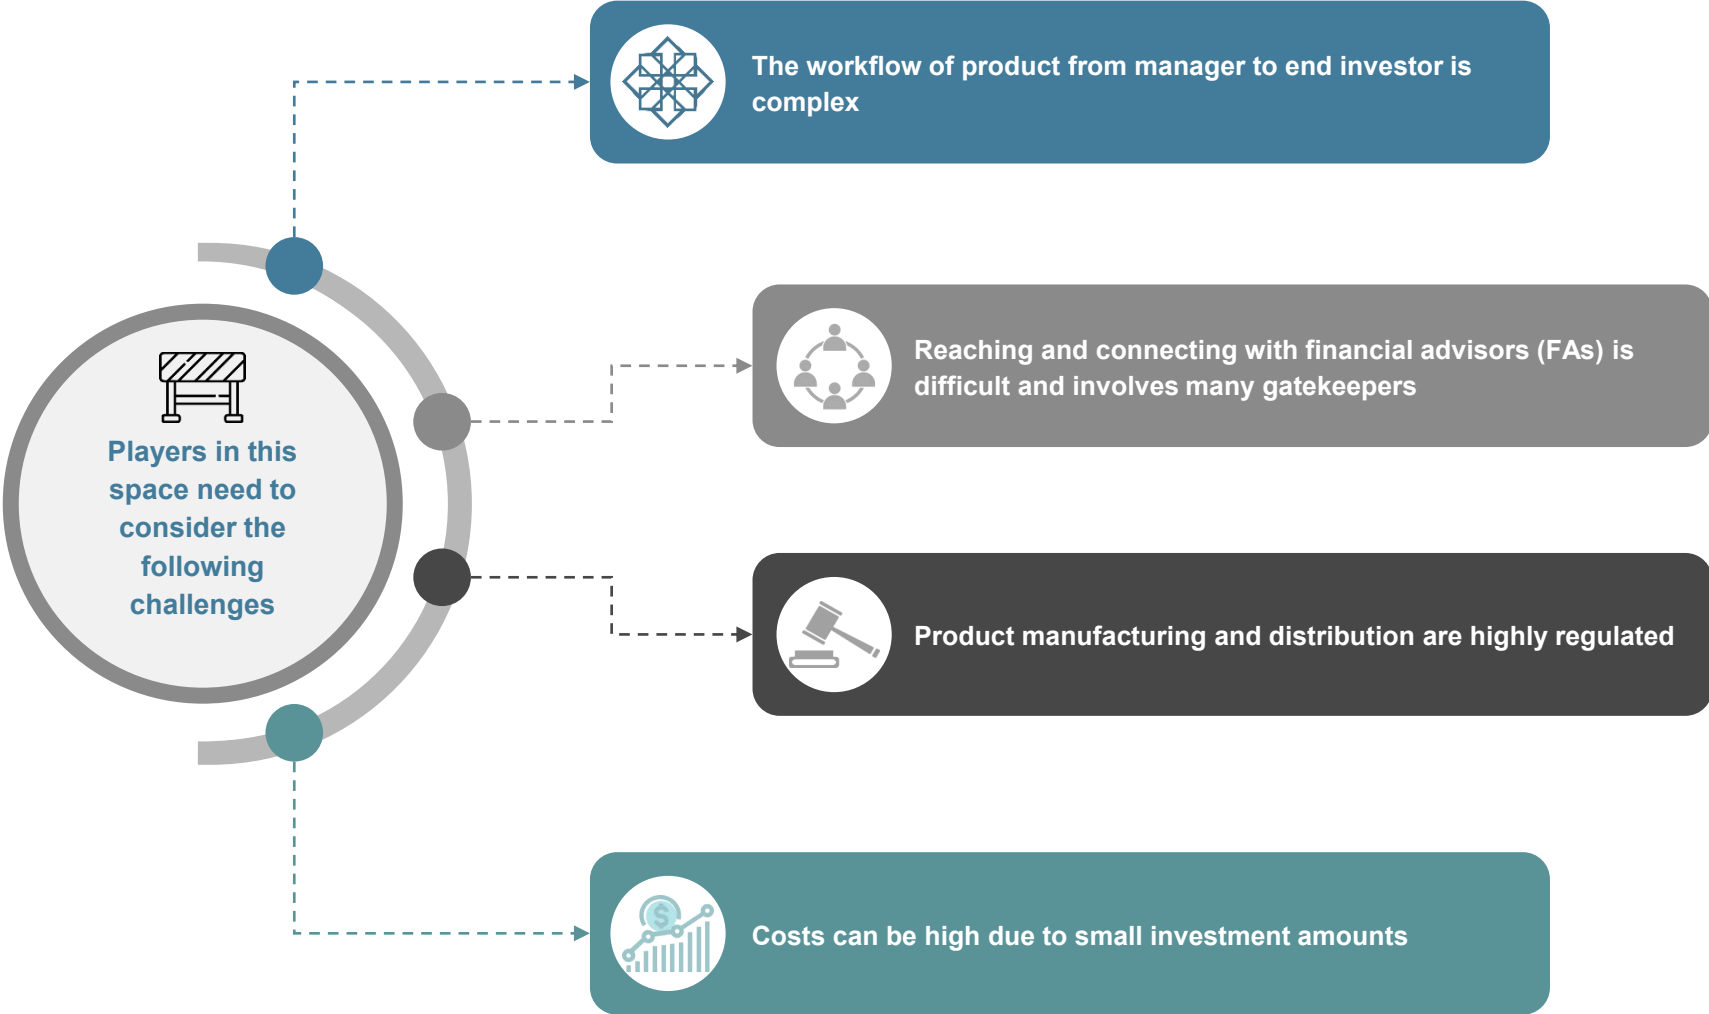 The workflow of product from manager to end investor is
complex
Reaching and connecting with financial advisors (FAs) is
difficult and involves many gatekeepers
Players in this
space need to
consider the
following
challenges
Product manufacturing and distribution are highly regulated
Costs can be high due to small investment amounts